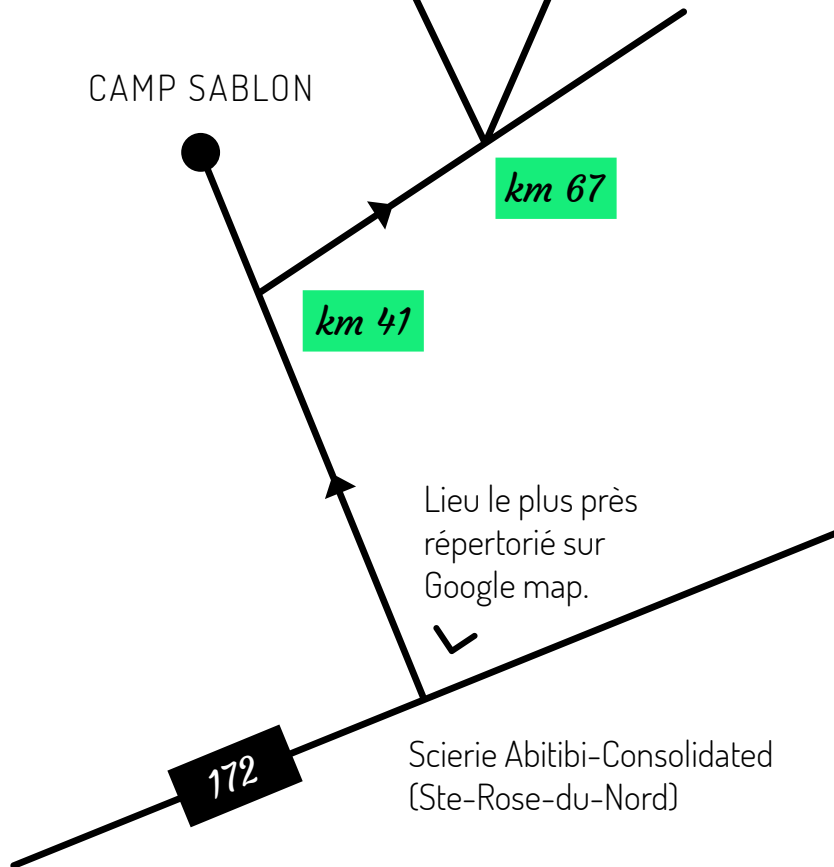 CAMP SABLON
km 67
km 41
Lieu le plus près
répertorié sur
Google map.
172
Scierie Abitibi-Consolidated
(Ste-Rose-du-Nord)